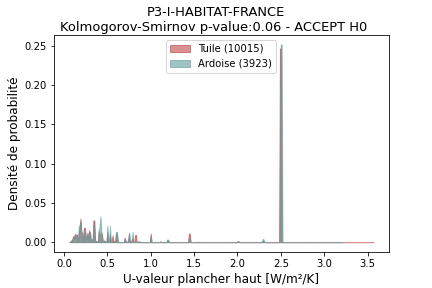 P3-I-HABITAT-FRANCE
Kolmogorov-Smirnov p-value:0.06 - ACCEPT H0
Tuile (10015)
Ardoise (3923)
Densité de probabilité
0.25
0.20
0.15
0.10
0.05
0.00
0.0 0.5 1.0 1.5 2.0 2.5 3.0 3.5
U-valeur plancher haut [W/m²/K]